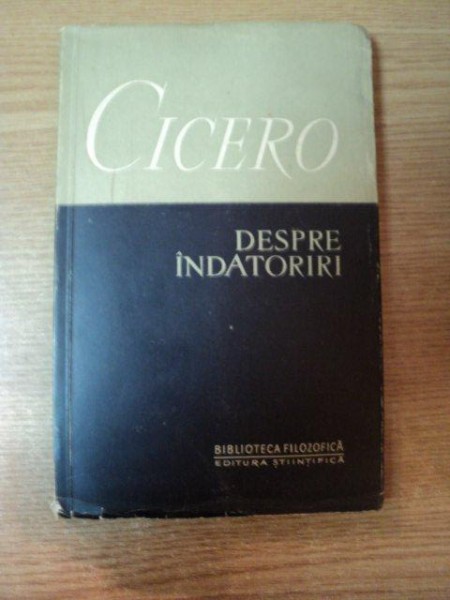 CICERO
DESPRE
ÎNDATORIRI
BIBLIOTECA FILOZOFICĂ
EDITURA ȘTIINȚIFICĂ